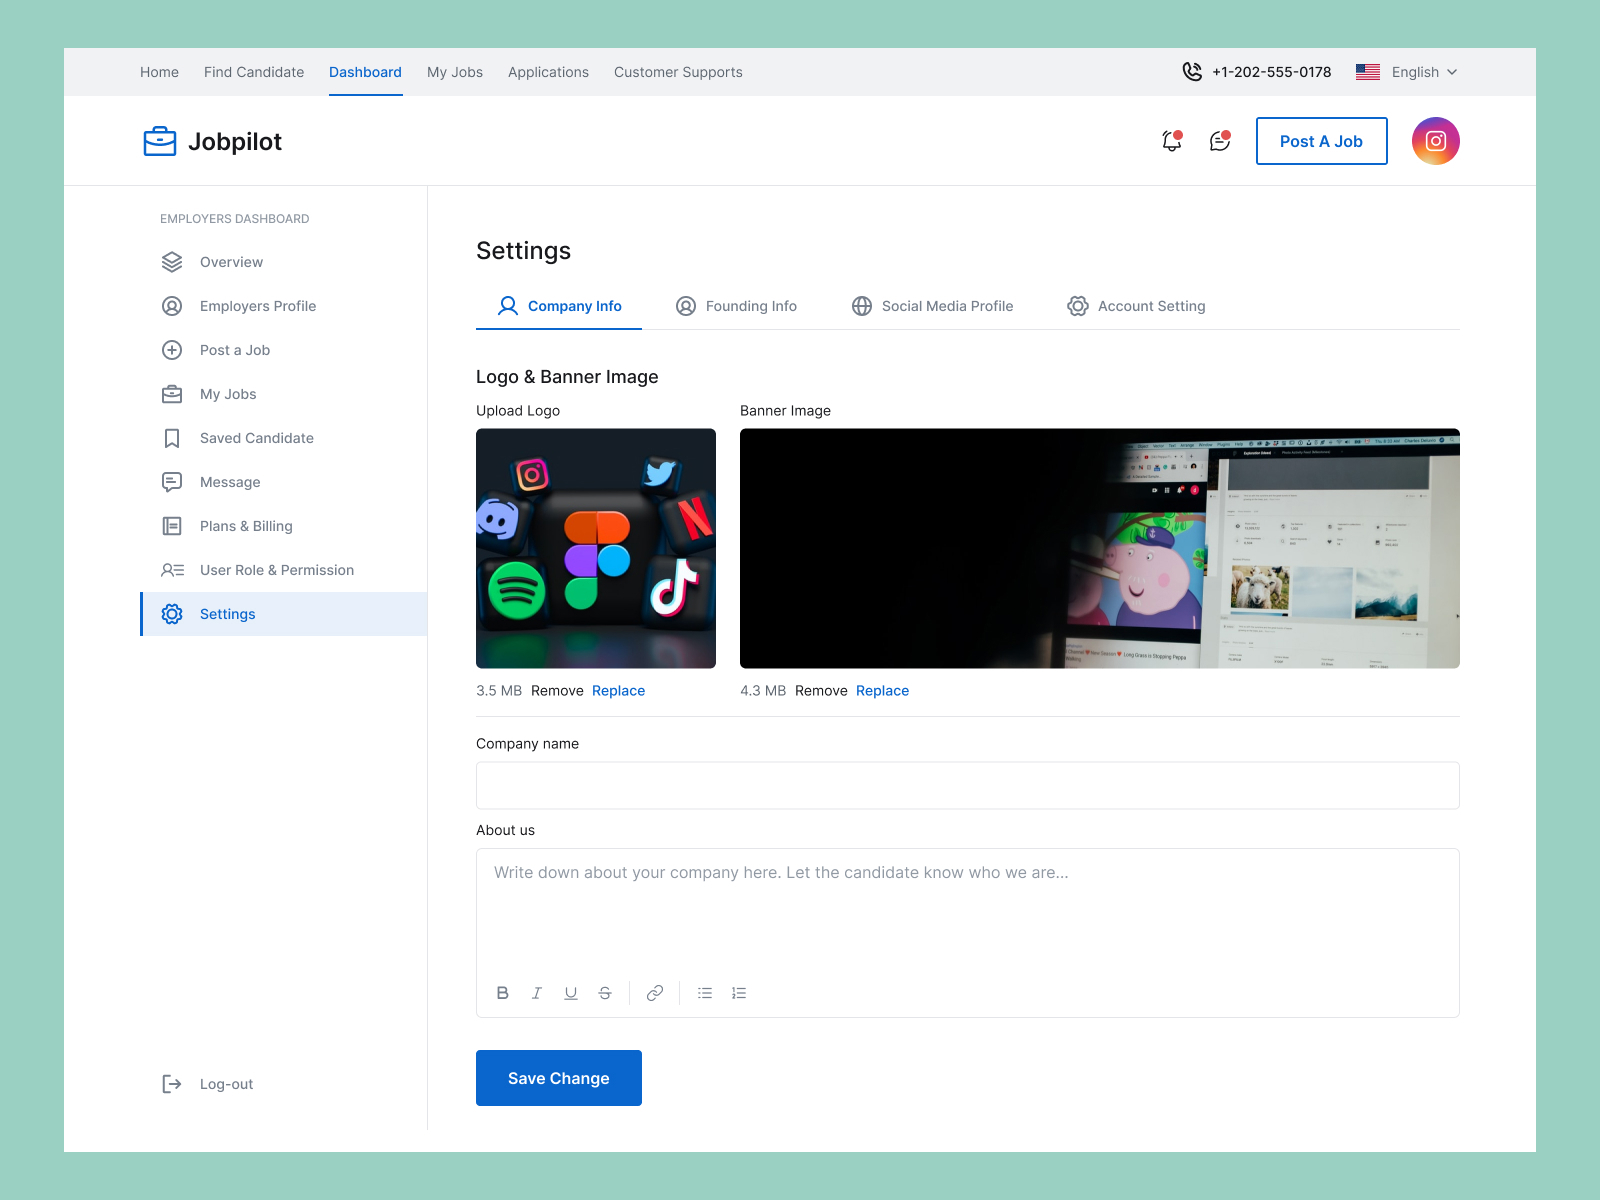 Home Find Candidate Dashboard My Jobs Applications Customer Supports +1-202-555-0178 English
Jobpilot Post A Job
EMPLOYERS DASHBOARD
Overview
Employers Profile
Post a Job
My Jobs
Saved Candidate
Message
Plans & Billing
User Role & Permission
Settings
Log-out
Settings
Company Info Founding Info Social Media Profile Account Setting
Logo & Banner Image
Upload Logo Banner Image
3.5 MB Remove Replace 4.3 MB Remove Replace
Company name
About us
Write down about your company here. Let the candidate know who we are...
Save Change